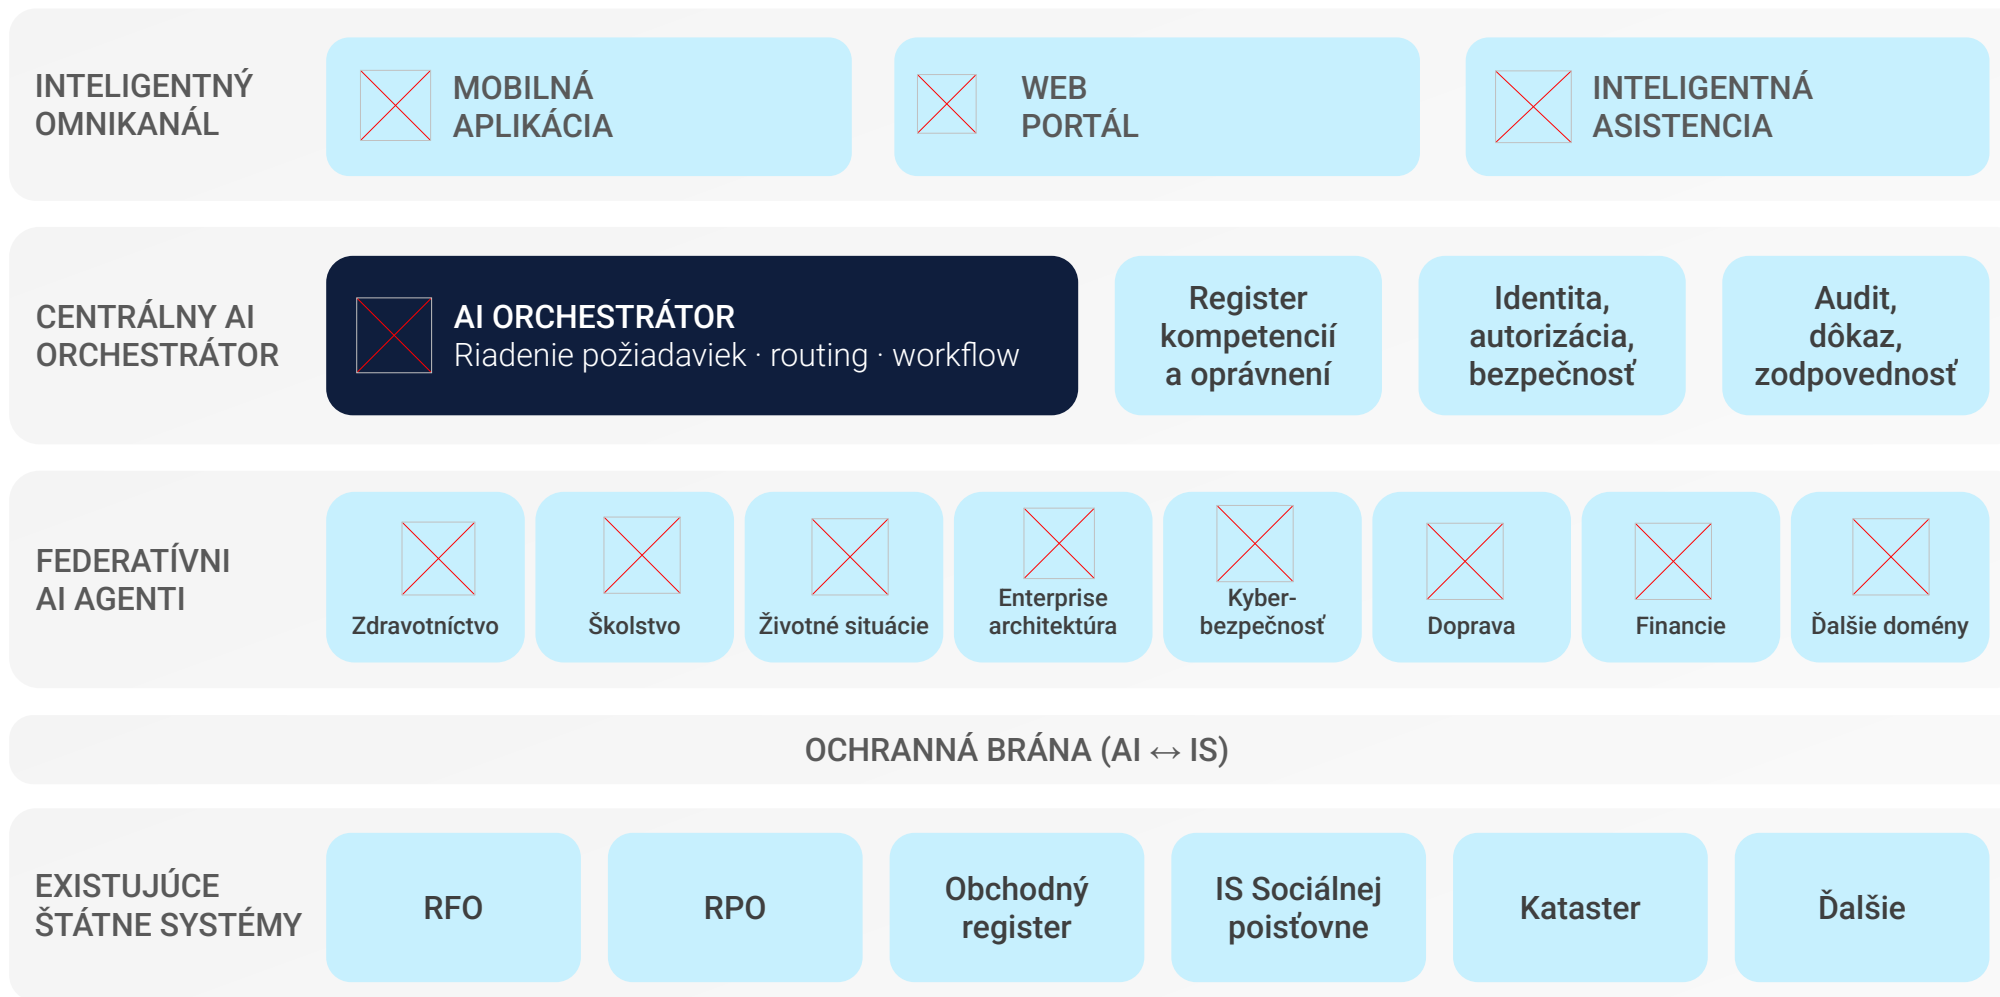 INTELIGENTNÝ
OMNIKANÁL
MOBILNÁ
APLIKÁCIA
WEB
PORTÁL
INTELIGENTNÁ
ASISTENCIA
CENTRÁLNY AI
ORCHESTRÁTOR
AI ORCHESTRÁTOR
Riadenie požiadaviek · routing · workflow
Register
kompetencií
a oprávnení
Identita,
autorizácia,
bezpečnosť
Audit,
dôkaz,
zodpovednosť
FEDERATÍVNI
AI AGENTI
Zdravotníctvo
Školstvo
Životné situácie
Enterprise
architektúra
Kyber-
bezpečnosť
Doprava
Financie
Ďalšie domény
OCHRANNÁ BRÁNA (AI ↔ IS)
EXISTUJÚCE
ŠTÁTNE SYSTÉMY
RFO
RPO
Obchodný
register
IS Sociálnej
poisťovne
Kataster
Ďalšie